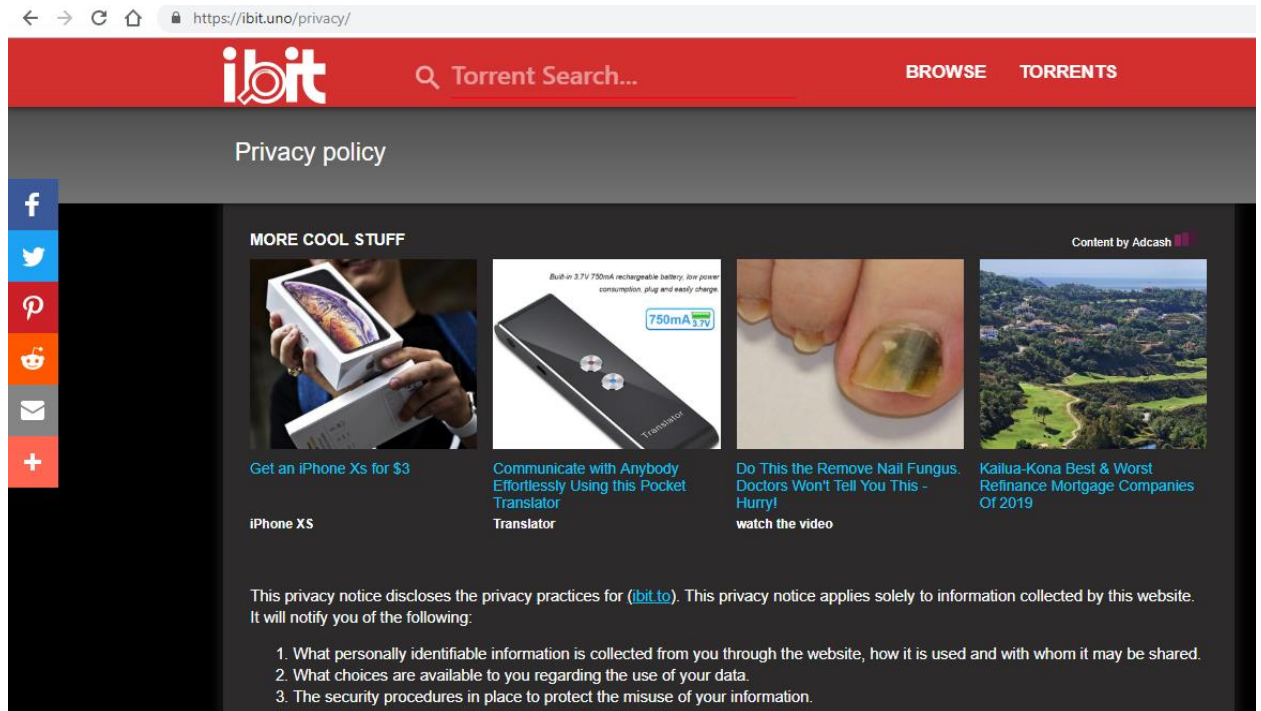 https://ibit.uno/privacy/
ibit
Torrent Search...
BROWSE
TORRENTS
Privacy policy
MORE COOL STUFF
Content by Adcash
Built-in 3.7V 750mA rechargeable battery, low power
consumption, plug and easily charge.
750mA 3.7V
Translator
Get an iPhone Xs for $3
iPhone XS
Communicate with Anybody
Effortlessly Using this Pocket
Translator
Translator
Do This the Remove Nail Fungus.
Doctors Won't Tell You This -
Hurry!
watch the video
Kailua-Kona Best & Worst
Refinance Mortgage Companies
Of 2019
This privacy notice discloses the privacy practices for (ibit.to). This privacy notice applies solely to information collected by this website.
It will notify you of the following:
1. What personally identifiable information is collected from you through the website, how it is used and with whom it may be shared.
2. What choices are available to you regarding the use of your data.
3. The security procedures in place to protect the misuse of your information.